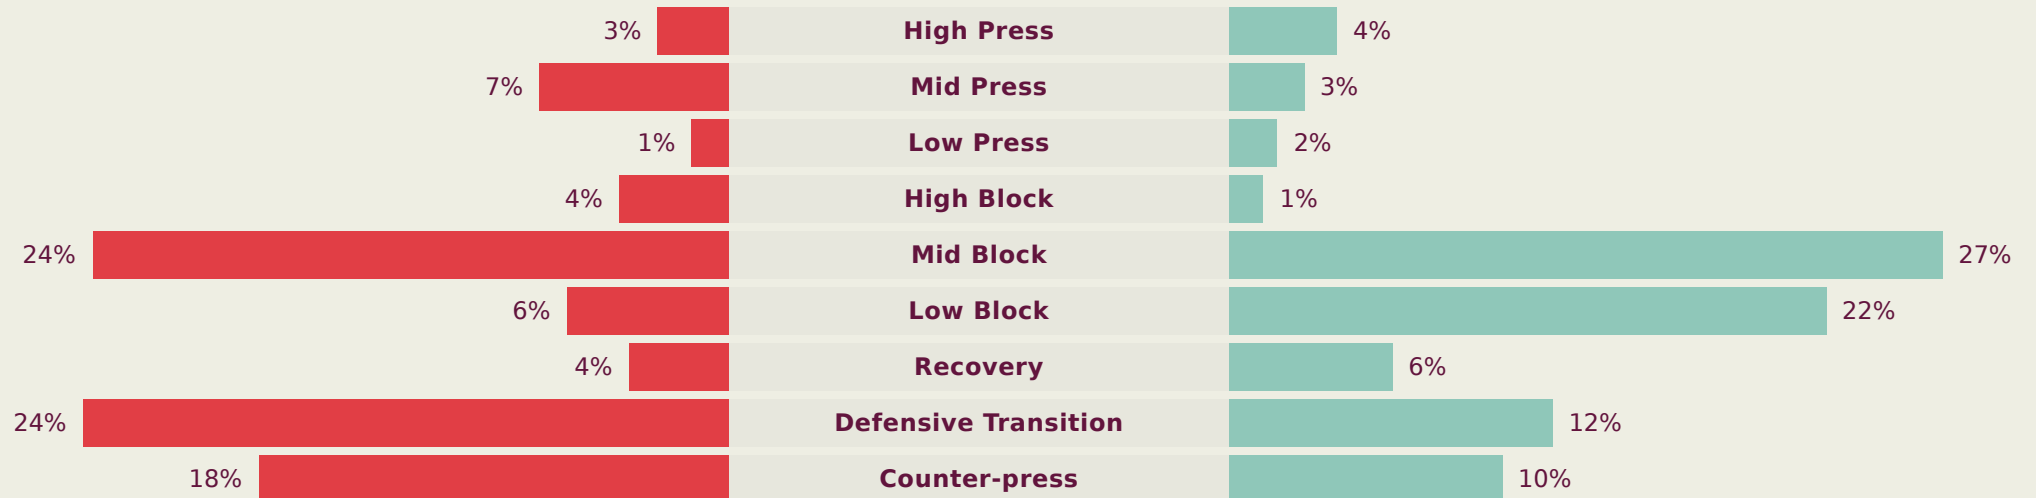 3% High Press 4%
7% Mid Press 3%
1% Low Press 2%
4% High Block 1%
24% Mid Block 27%
6% Low Block 22%
4% Recovery 6%
24% Defensive Transition 12%
18% Counter-press 10%